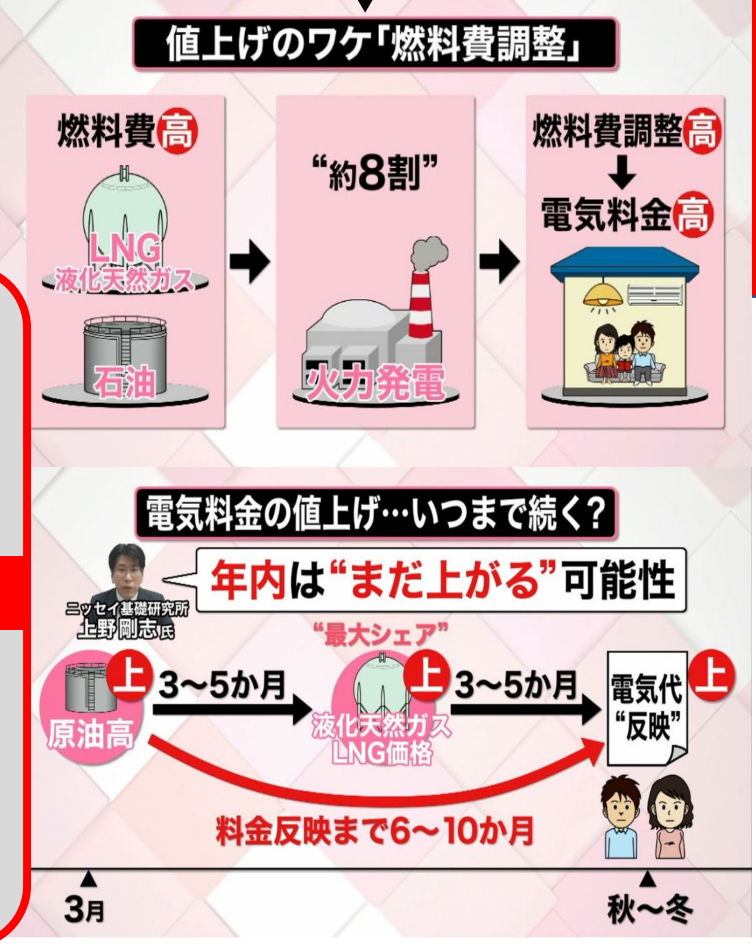 値上げのワケ「燃料費調整」
燃料費高
LNG
液化天然ガス
石油
“約8割”
火力発電
燃料費調整高
電気料金高
電気料金の値上げ…いつまで続く？
年内は“まだ上がる”可能性
ニッセイ基礎研究所
上野剛志氏
“最大シェア”
上
原油高
3〜5か月
上
液化天然ガス
LNG価格
3〜5か月
上
電気代
“反映”
料金反映まで6〜10か月
3月
秋〜冬